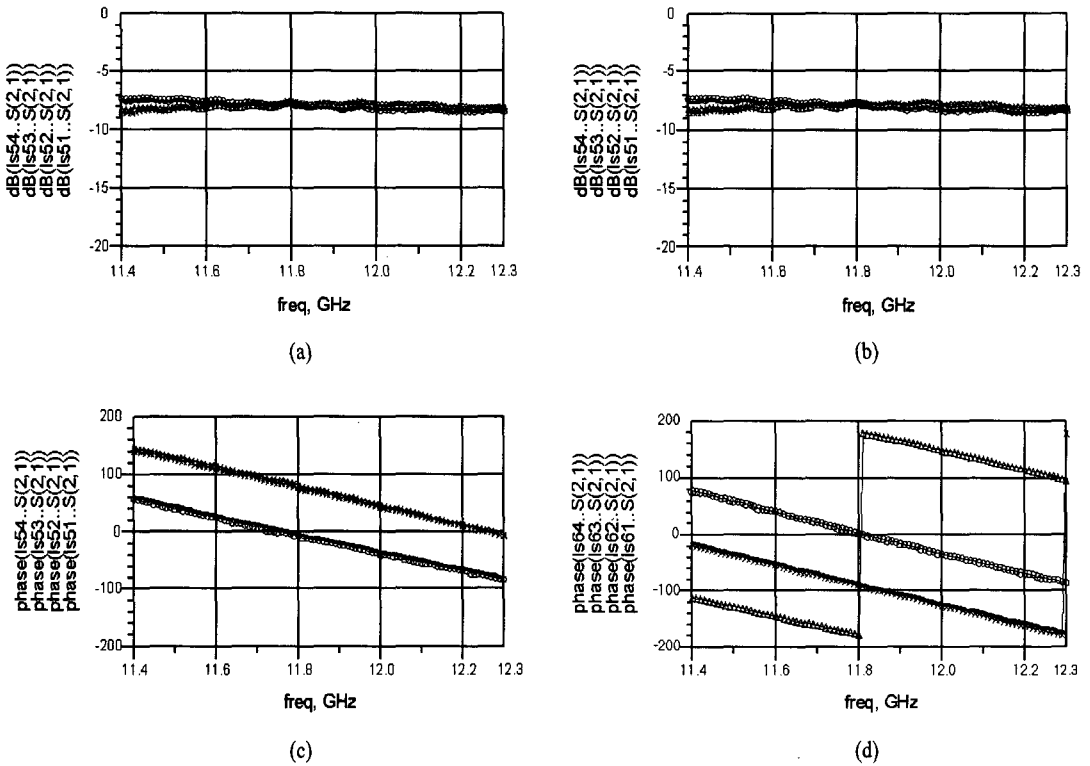 0
-5
-10
-15
-20
11.4
11.6
11.8
12.0
12.2
12.3
freq, GHz
dB(ls54..S(2,1))
dB(ls53..S(2,1))
dB(ls52..S(2,1))
dB(ls51..S(2,1))
(a)
0
-5
-10
-15
-20
11.4
11.6
11.8
12.0
12.2
12.3
freq, GHz
dB(ls54..S(2,1))
dB(ls53..S(2,1))
dB(ls52..S(2,1))
dB(ls51..S(2,1))
(b)
200
100
0
-100
-200
11.4
11.6
11.8
12.0
12.2
12.3
freq, GHz
phase(ls54..S(2,1))
phase(ls53..S(2,1))
phase(ls52..S(2,1))
phase(ls51..S(2,1))
(c)
200
100
0
-100
-200
11.4
11.6
11.8
12.0
12.2
12.3
freq, GHz
phase(ls64..S(2,1))
phase(ls63..S(2,1))
phase(ls62..S(2,1))
phase(ls61..S(2,1))
(d)